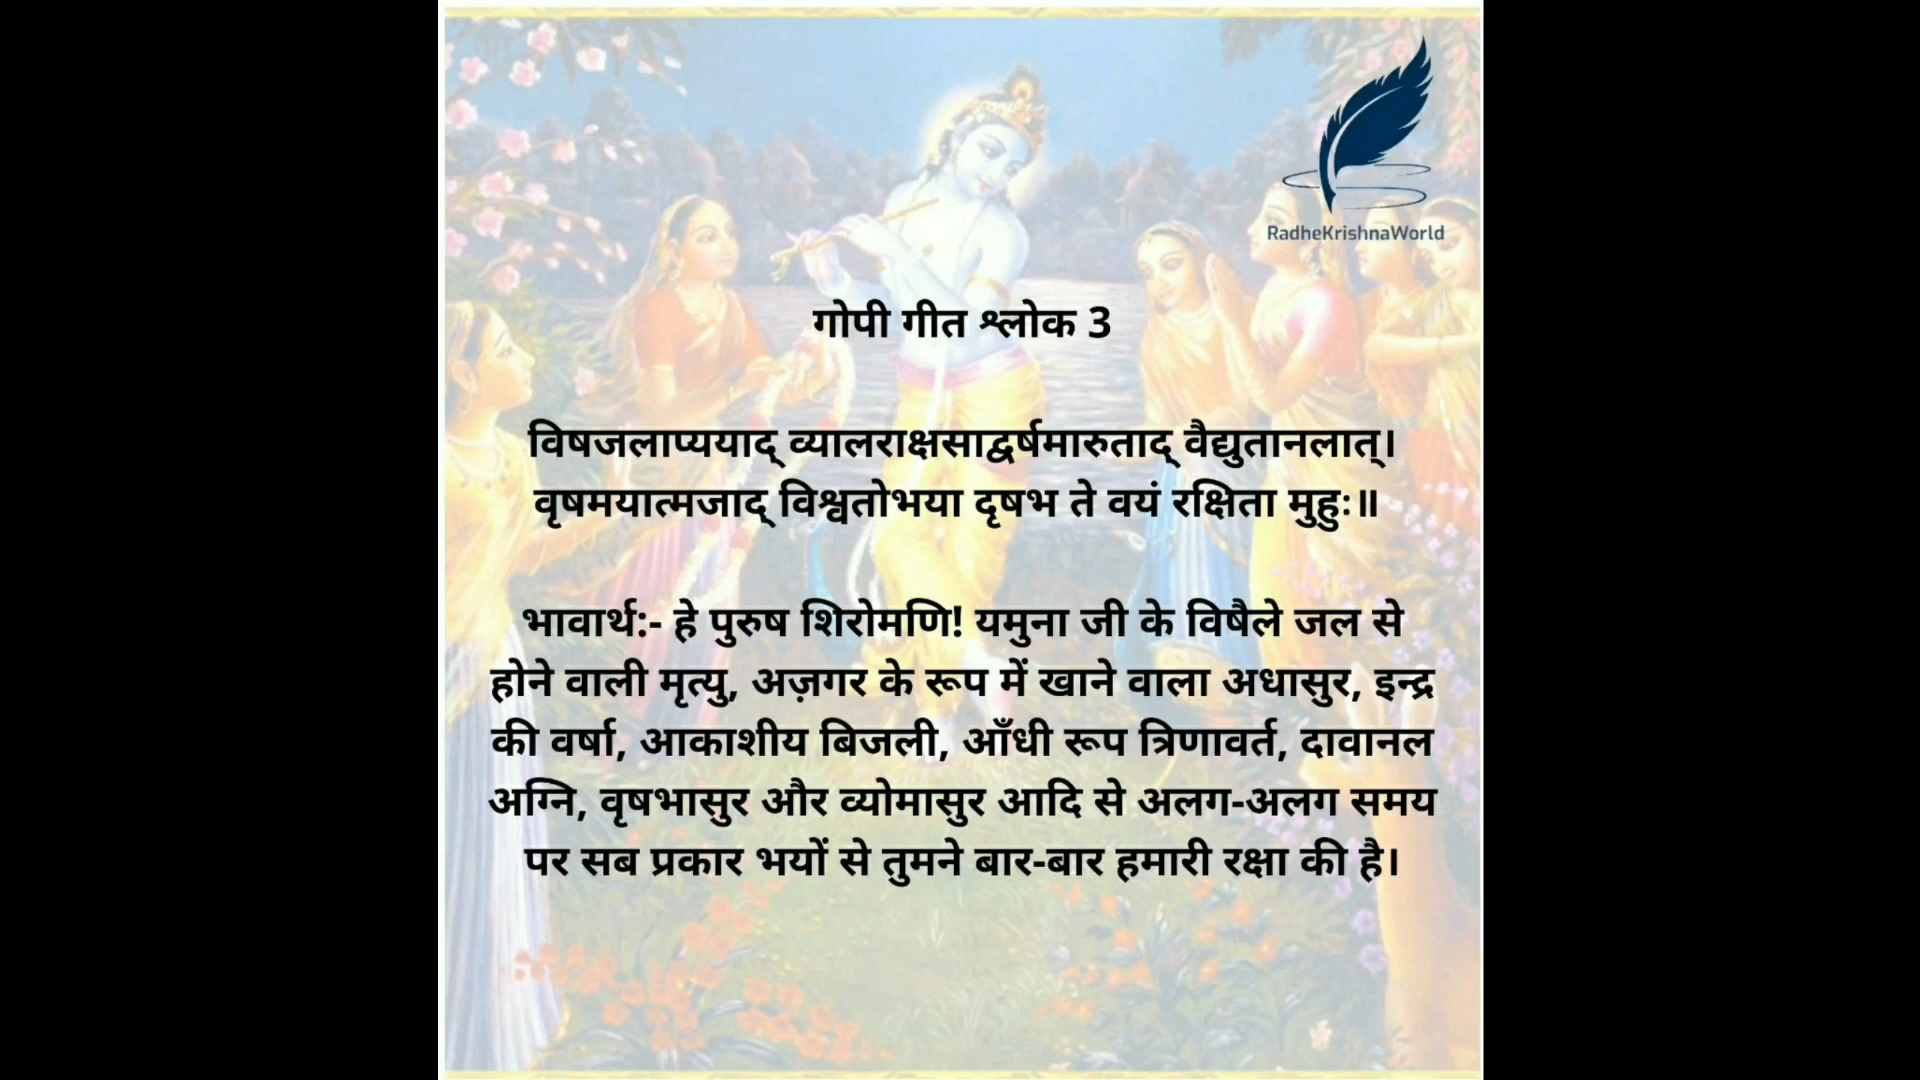 RadheKrishnaWorld
गोपी गीत श्लोक 3
विषजलाप्ययाद् व्यालराक्षसाद्वर्षमारुताद् वैद्युतानलात्।
वृषमयात्मजाद् विश्वतोभया दृषभ ते वयं रक्षिता मुहुः॥
भावार्थ:- हे पुरुष शिरोमणि! यमुना जी के विषैले जल से
होने वाली मृत्यु, अज़गर के रूप में खाने वाला अधासुर, इन्द्र
की वर्षा, आकाशीय बिजली, आँधी रूप त्रिणावर्त, दावानल
अग्नि, वृषभासुर और व्योमासुर आदि से अलग-अलग समय
पर सब प्रकार भयों से तुमने बार-बार हमारी रक्षा की है।